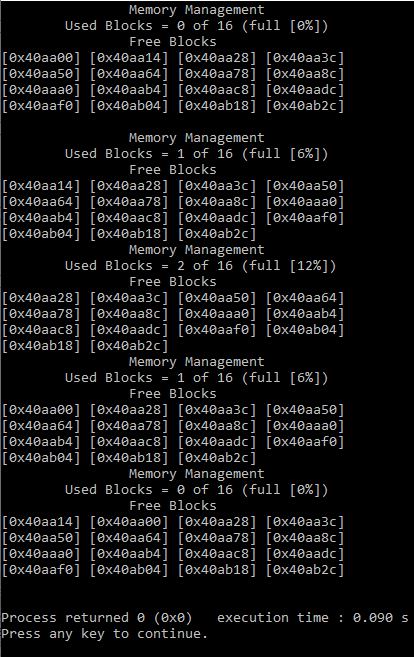 Memory Management
Used Blocks = 0 of 16 (full [0%])
Free Blocks
[0x40aa00] [0x40aa14] [0x40aa28] [0x40aa3c]
[0x40aa50] [0x40aa64] [0x40aa78] [0x40aa8c]
[0x40aaa0] [0x40aab4] [0x40aac8] [0x40aadc]
[0x40aaf0] [0x40ab04] [0x40ab18] [0x40ab2c]
Memory Management
Used Blocks = 1 of 16 (full [6%])
Free Blocks
[0x40aa14] [0x40aa28] [0x40aa3c] [0x40aa50]
[0x40aa64] [0x40aa78] [0x40aa8c] [0x40aaa0]
[0x40aab4] [0x40aac8] [0x40aadc] [0x40aaf0]
[0x40ab04] [0x40ab18] [0x40ab2c]
Memory Management
Used Blocks = 2 of 16 (full [12%])
Free Blocks
[0x40aa28] [0x40aa3c] [0x40aa50] [0x40aa64]
[0x40aa78] [0x40aa8c] [0x40aaa0] [0x40aab4]
[0x40aac8] [0x40aadc] [0x40aaf0] [0x40ab04]
[0x40ab18] [0x40ab2c]
Memory Management
Used Blocks = 1 of 16 (full [6%])
Free Blocks
[0x40aa00] [0x40aa28] [0x40aa3c] [0x40aa50]
[0x40aa64] [0x40aa78] [0x40aa8c] [0x40aaa0]
[0x40aab4] [0x40aac8] [0x40aadc] [0x40aaf0]
[0x40ab04] [0x40ab18] [0x40ab2c]
Memory Management
Used Blocks = 0 of 16 (full [0%])
Free Blocks
[0x40aa14] [0x40aa00] [0x40aa28] [0x40aa3c]
[0x40aa50] [0x40aa64] [0x40aa78] [0x40aa8c]
[0x40aaa0] [0x40aab4] [0x40aac8] [0x40aadc]
[0x40aaf0] [0x40ab04] [0x40ab18] [0x40ab2c]
Process returned 0 (0x0)   execution time : 0.090 s
Press any key to continue.